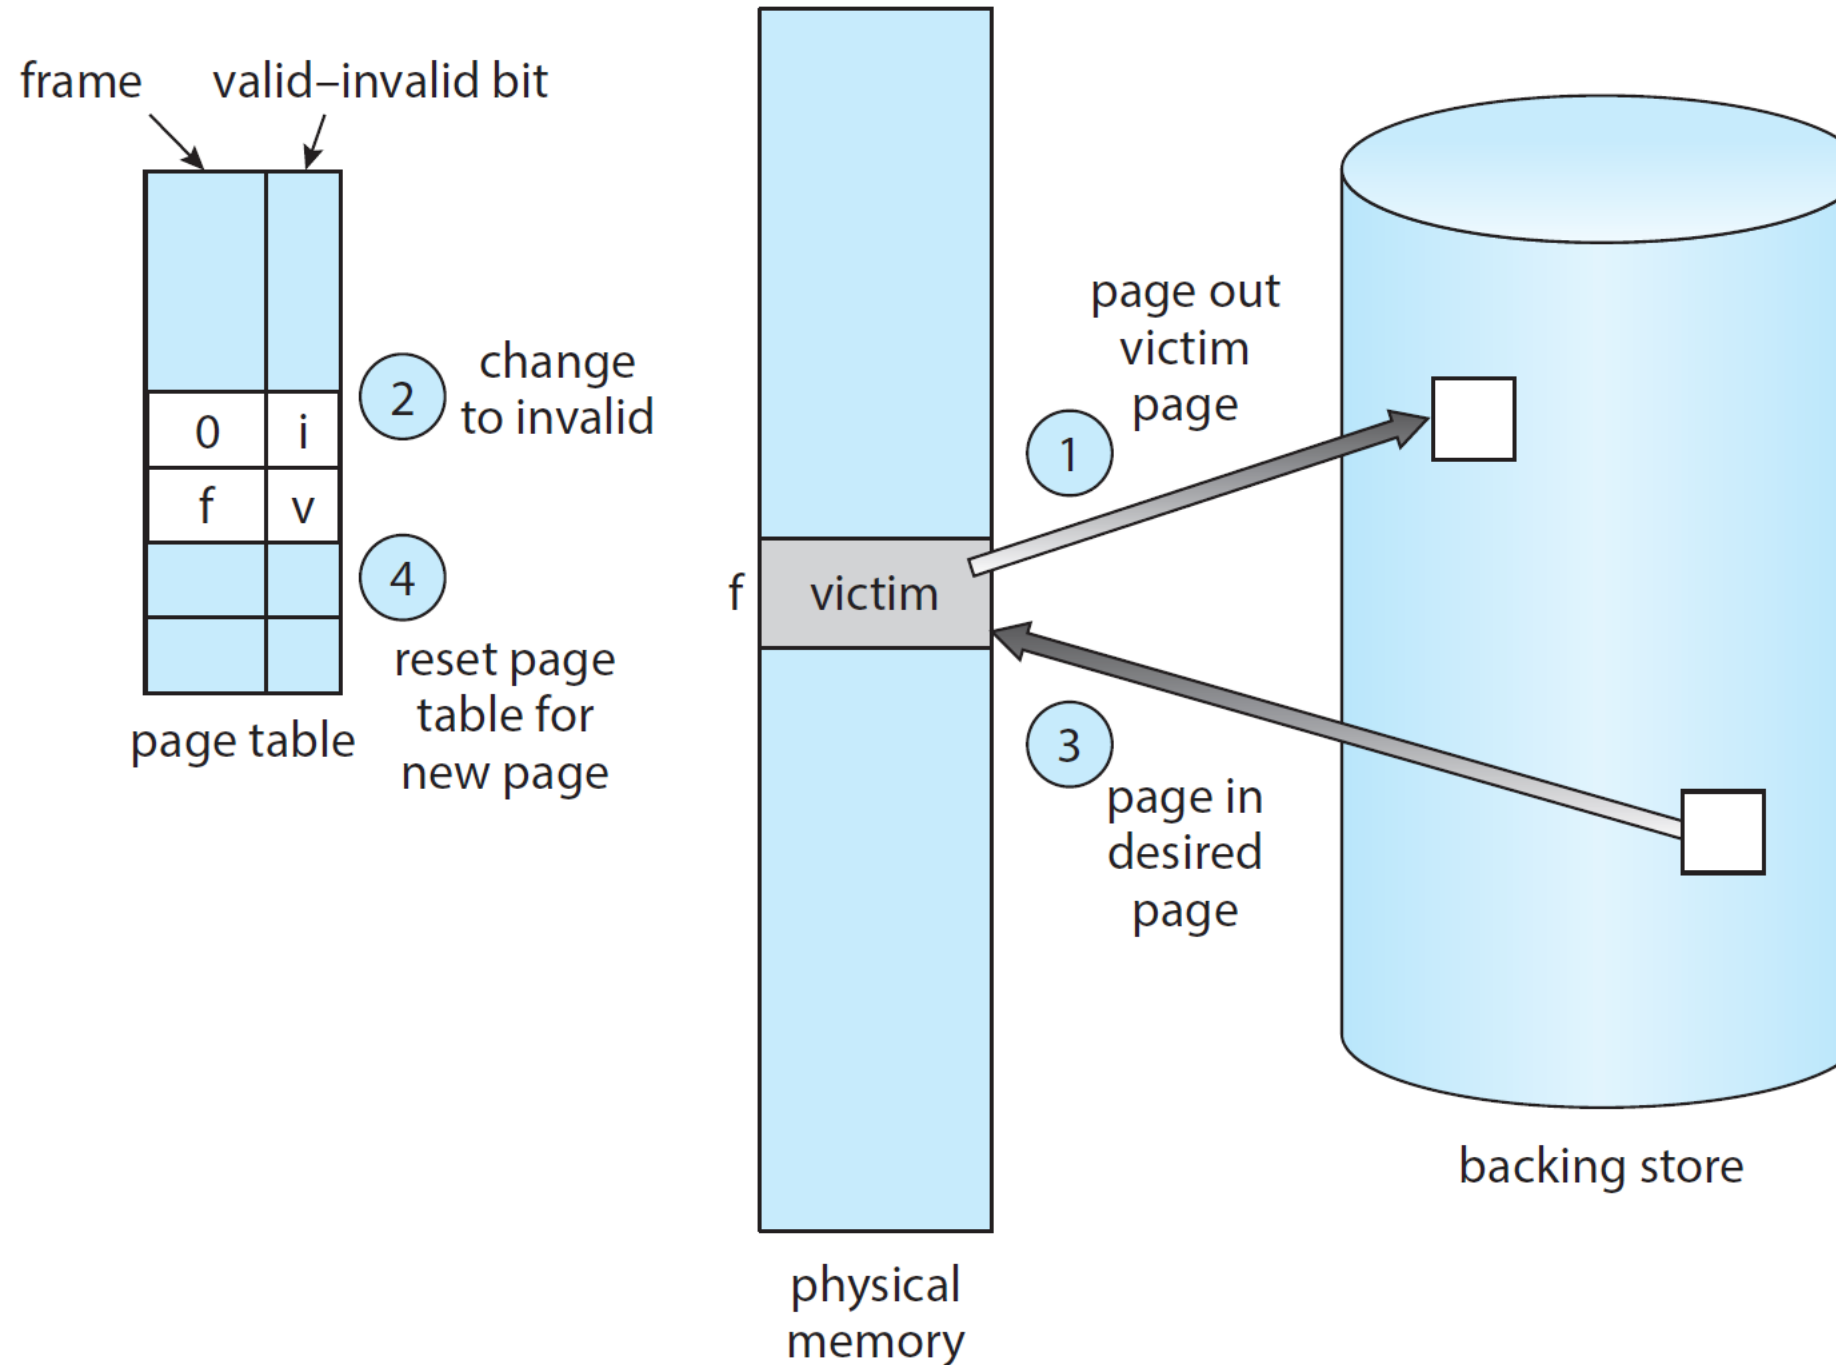 frame
valid–invalid bit
0 i
f v
2
change
to invalid
4
reset page
table for
new page
page table
f
victim
physical
memory
page out
victim
page
1
3
page in
desired
page
backing store